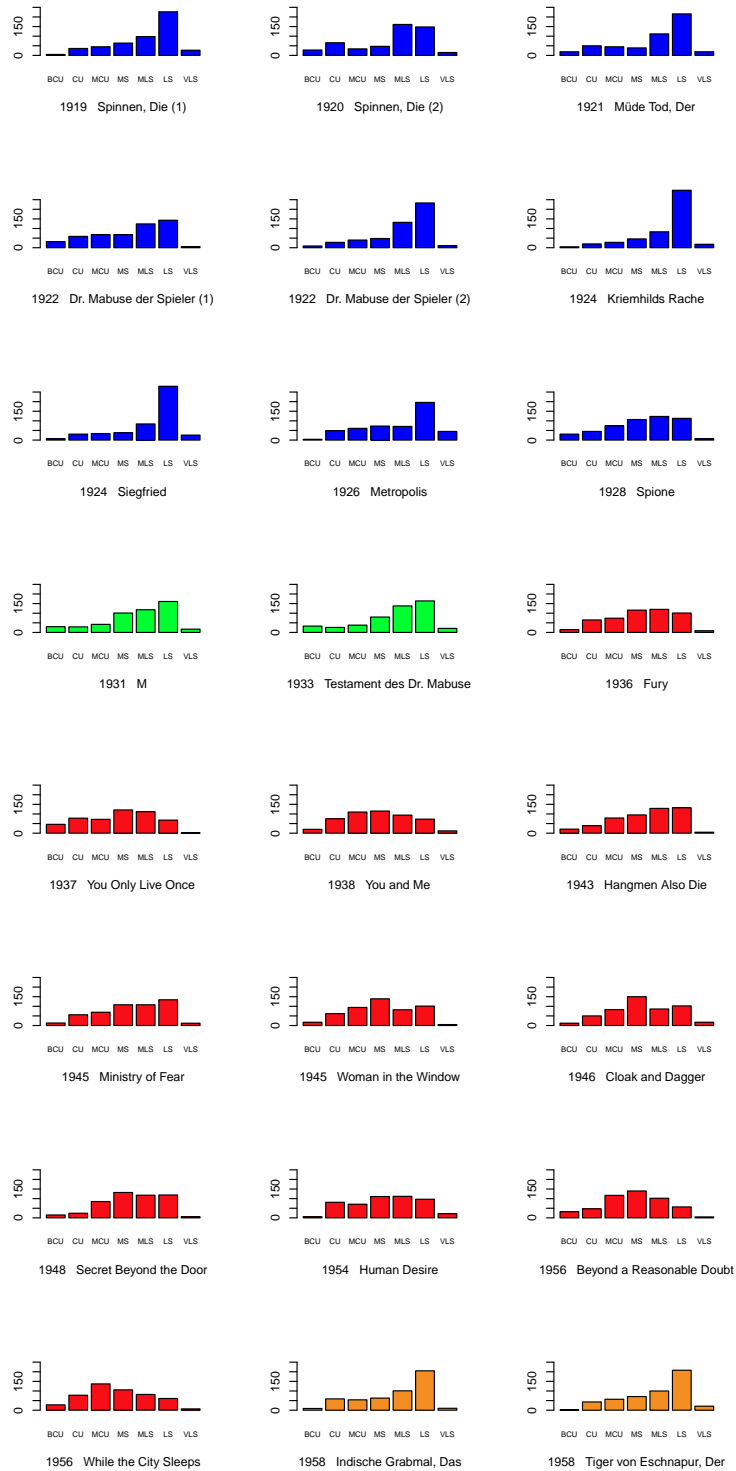 150 150 150
0 0 0
BCU CU MCU MS MLS LS VLS BCU CU MCU MS MLS LS VLS BCU CU MCU MS MLS LS VLS
1919 Spinnen, Die (1) 1920 Spinnen, Die (2) 1921 Müde Tod, Der
150 150 150
0 0 0
BCU CU MCU MS MLS LS VLS BCU CU MCU MS MLS LS VLS BCU CU MCU MS MLS LS VLS
1922 Dr. Mabuse der Spieler (1) 1922 Dr. Mabuse der Spieler (2) 1924 Kriemhilds Rache
150 150 150
0 0 0
BCU CU MCU MS MLS LS VLS BCU CU MCU MS MLS LS VLS BCU CU MCU MS MLS LS VLS
1924 Siegfried 1926 Metropolis 1928 Spione
150 150 150
0 0 0
BCU CU MCU MS MLS LS VLS BCU CU MCU MS MLS LS VLS BCU CU MCU MS MLS LS VLS
1931 M 1933 Testament des Dr. Mabuse 1936 Fury
150 150 150
0 0 0
BCU CU MCU MS MLS LS VLS BCU CU MCU MS MLS LS VLS BCU CU MCU MS MLS LS VLS
1937 You Only Live Once 1938 You and Me 1943 Hangmen Also Die
150 150 150
0 0 0
BCU CU MCU MS MLS LS VLS BCU CU MCU MS MLS LS VLS BCU CU MCU MS MLS LS VLS
1945 Ministry of Fear 1945 Woman in the Window 1946 Cloak and Dagger
150 150 150
0 0 0
BCU CU MCU MS MLS LS VLS BCU CU MCU MS MLS LS VLS BCU CU MCU MS MLS LS VLS
1948 Secret Beyond the Door 1954 Human Desire 1956 Beyond a Reasonable Doubt
150 150 150
0 0 0
BCU CU MCU MS MLS LS VLS BCU CU MCU MS MLS LS VLS BCU CU MCU MS MLS LS VLS
1956 While the City Sleeps 1958 Indische Grabmal, Das 1958 Tiger von Eschnapur, Der